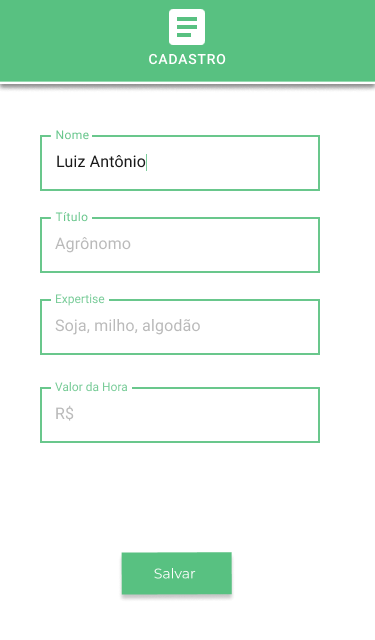 CADASTRO
Nome
Luiz Antônio
Título
Agrônomo
Expertise
Soja, milho, algodão
Valor da Hora
R$
Salvar